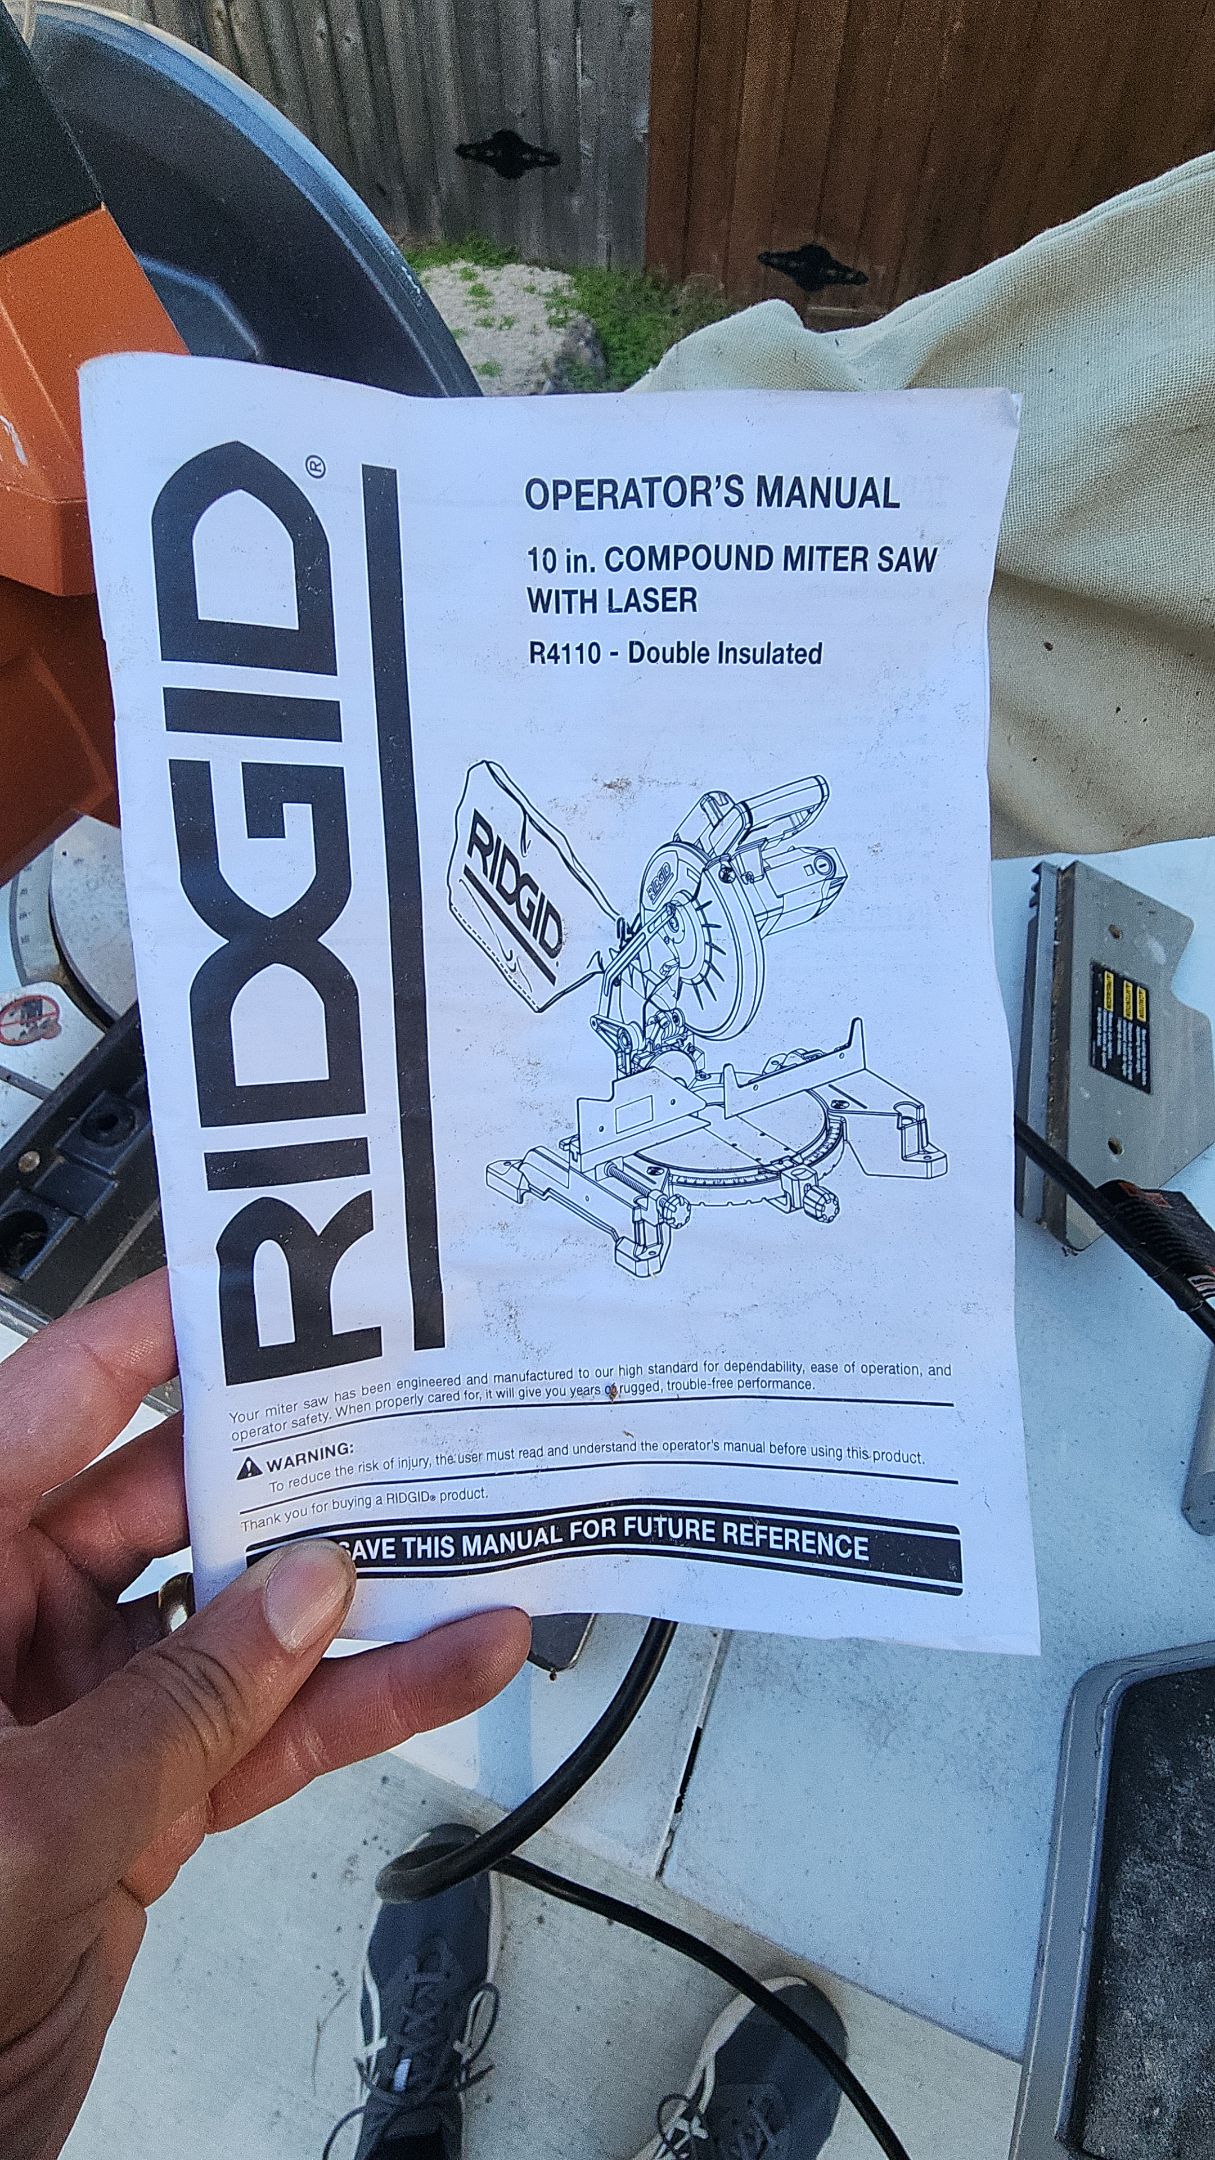 RIDGID®
OPERATOR'S MANUAL
10 in. COMPOUND MITER SAW
WITH LASER
R4110 - Double Insulated
RIDGID
RIDGID
Your miter saw has been engineered and manufactured to our high standard for dependability, ease of operation, and
operator safety. When properly cared for, it will give you years of rugged, trouble-free performance.
WARNING:
To reduce the risk of injury, the user must read and understand the operator's manual before using this product.
Thank you for buying a RIDGID® product.
SAVE THIS MANUAL FOR FUTURE REFERENCE